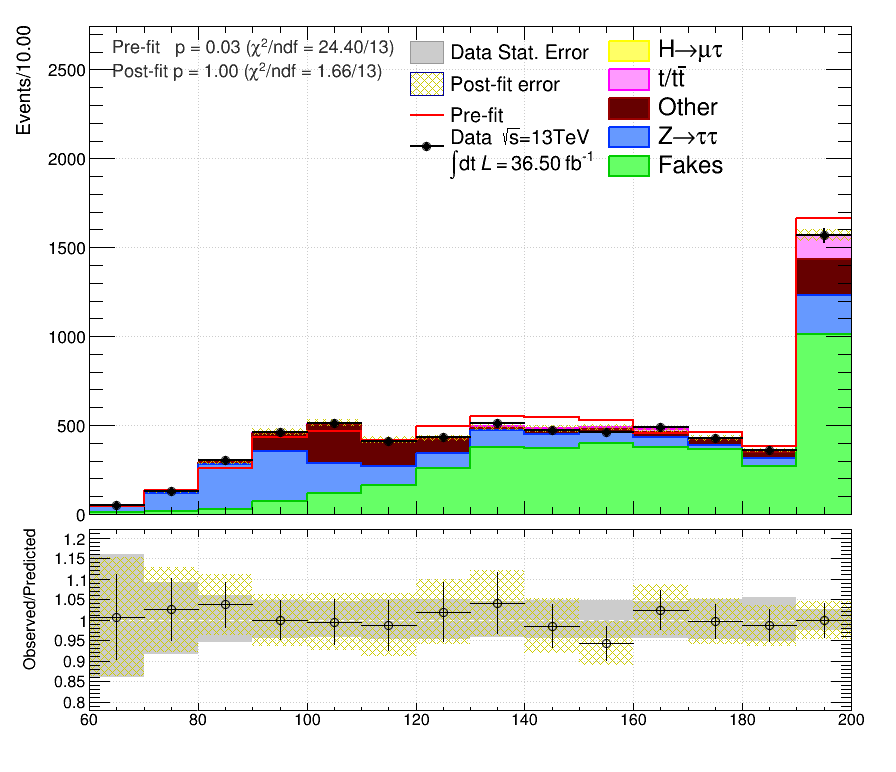 Pre-fit p = 0.03 (χ²/ndf = 24.40/13)
Post-fit p = 1.00 (χ²/ndf = 1.66/13)
Data Stat. Error
Post-fit error
Pre-fit
Data √s=13TeV
∫dt L = 36.50 fb⁻¹
H→μτ
t/tt̄
Other
Z→ττ
Fakes
Events/10.00
2500
2000
1500
1000
500
0
Observed/Predicted
1.2
1.15
1.1
1.05
1
0.95
0.9
0.85
0.8
60 80 100 120 140 160 180 200